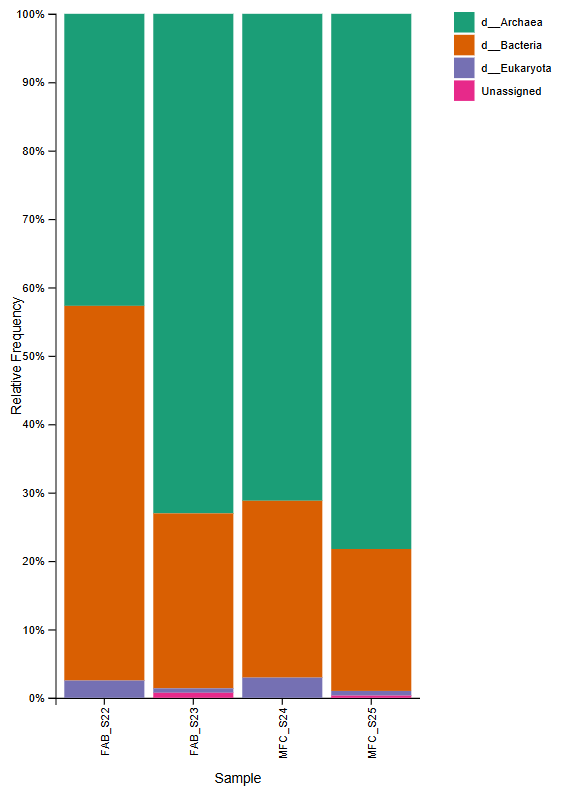 100%
90%
80%
70%
60%
50%
40%
30%
20%
10%
0%
Relative Frequency
FAB_S22
FAB_S23
MFC_S24
MFC_S25
Sample
d__Archaea
d__Bacteria
d__Eukaryota
Unassigned